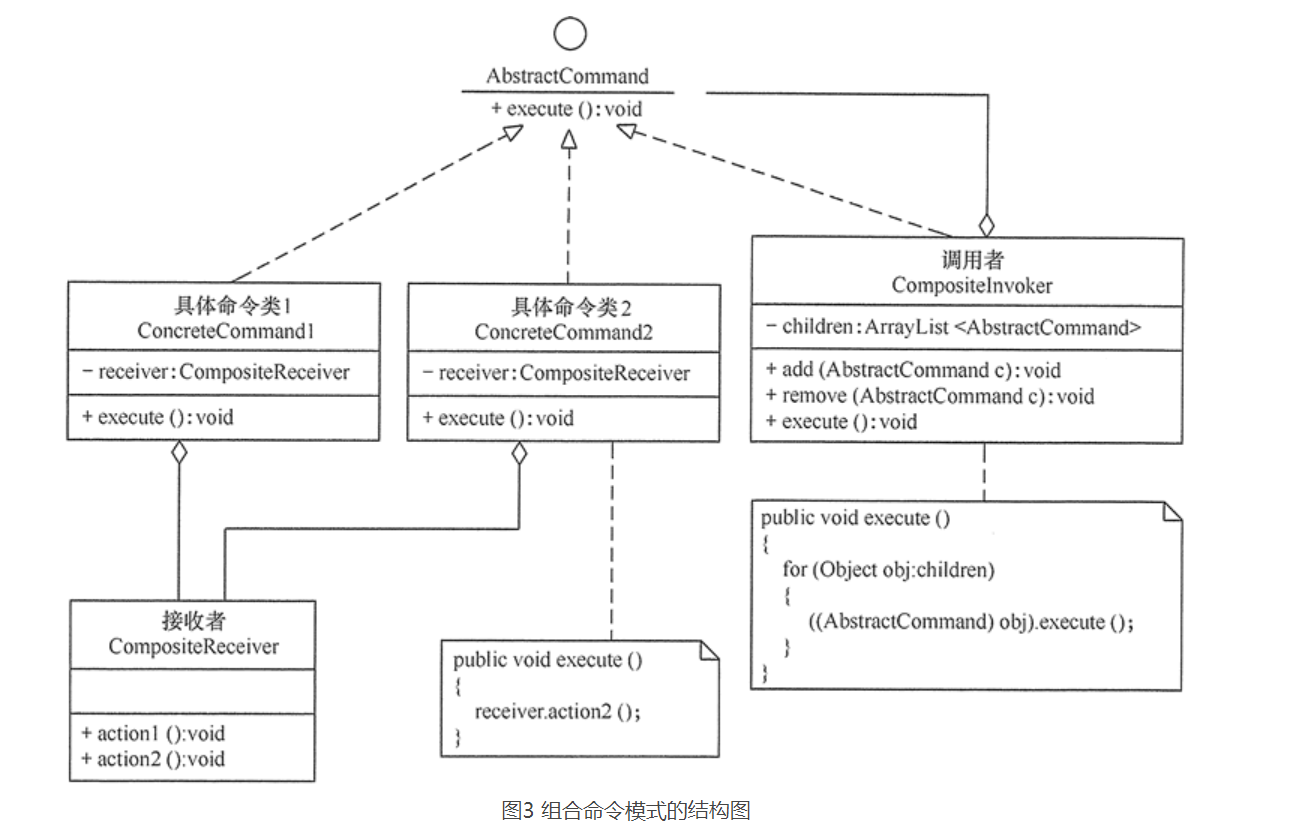 AbstractCommand
+ execute ():void
具体命令类1
ConcreteCommand1
− receiver:CompositeReceiver
+ execute ():void
具体命令类2
ConcreteCommand2
− receiver:CompositeReceiver
+ execute ():void
调用者
CompositeInvoker
− children:ArrayList <AbstractCommand>
+ add (AbstractCommand c):void
+ remove (AbstractCommand c):void
+ execute ():void
接收者
CompositeReceiver
+ action1 ():void
+ action2 ():void
public void execute ()
{
receiver.action2 ();
}
public void execute ()
{
for (Object obj:children)
{
((AbstractCommand) obj).execute ();
}
}
图3 组合命令模式的结构图